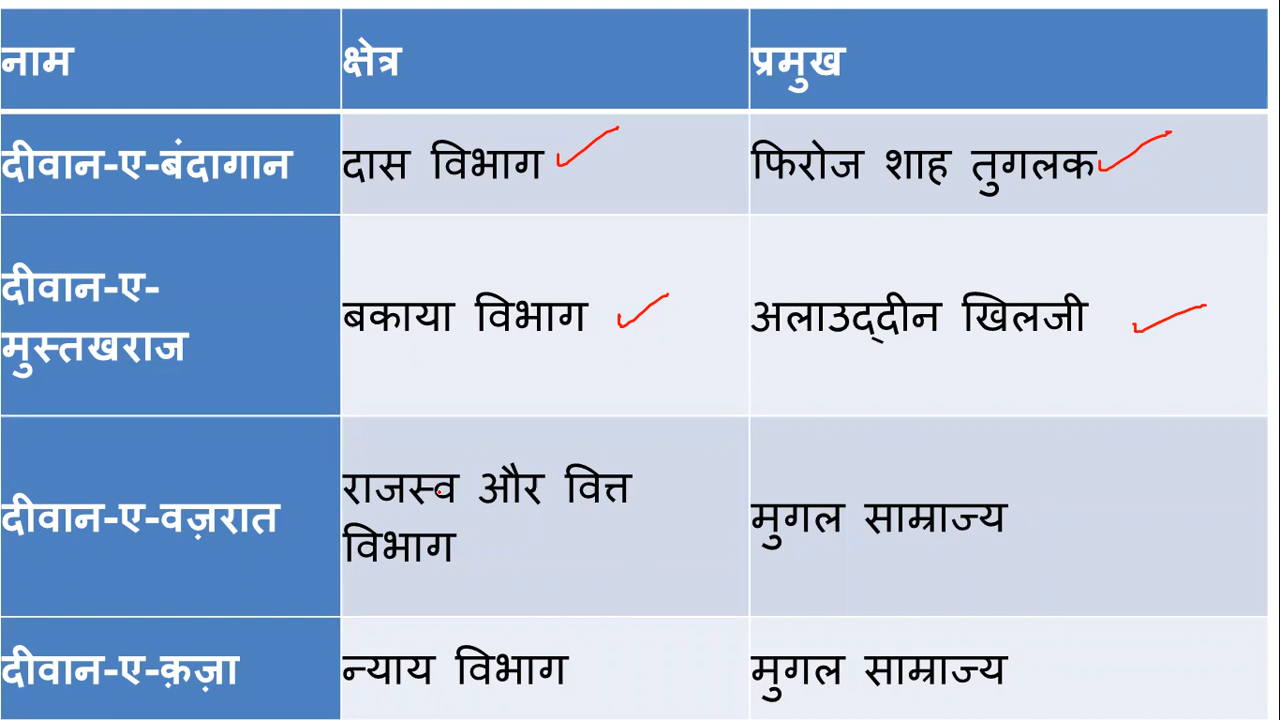 नाम क्षेत्र प्रमुख
दीवान-ए-बंदागान दास विभाग फिरोज शाह तुगलक
दीवान-ए-
मुस्तखराज बकाया विभाग अलाउद्दीन खिलजी
दीवान-ए-वज़रात राजस्व और वित्त
विभाग मुगल साम्राज्य
दीवान-ए-क़ज़ा न्याय विभाग मुगल साम्राज्य